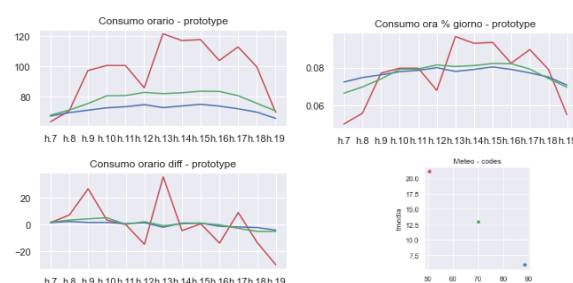 Consumo orario - prototype
120
100
80
h.7 h.8 h.9 h.10 h.11 h.12 h.13 h.14 h.15 h.16 h.17 h.18 h.19
Consumo ora % giorno - prototype
0.08
0.06
h.7 h.8 h.9 h.10 h.11 h.12 h.13 h.14 h.15 h.16 h.17 h.18 h.19
Consumo orario diff - prototype
20
0
−20
h.7 h.8 h.9 h.10 h.11 h.12 h.13 h.14 h.15 h.16 h.17 h.18 h.19
Meteo - codes
20.0
17.5
15.0
12.5
10.0
7.5
tmedia
50 60 70 80 90